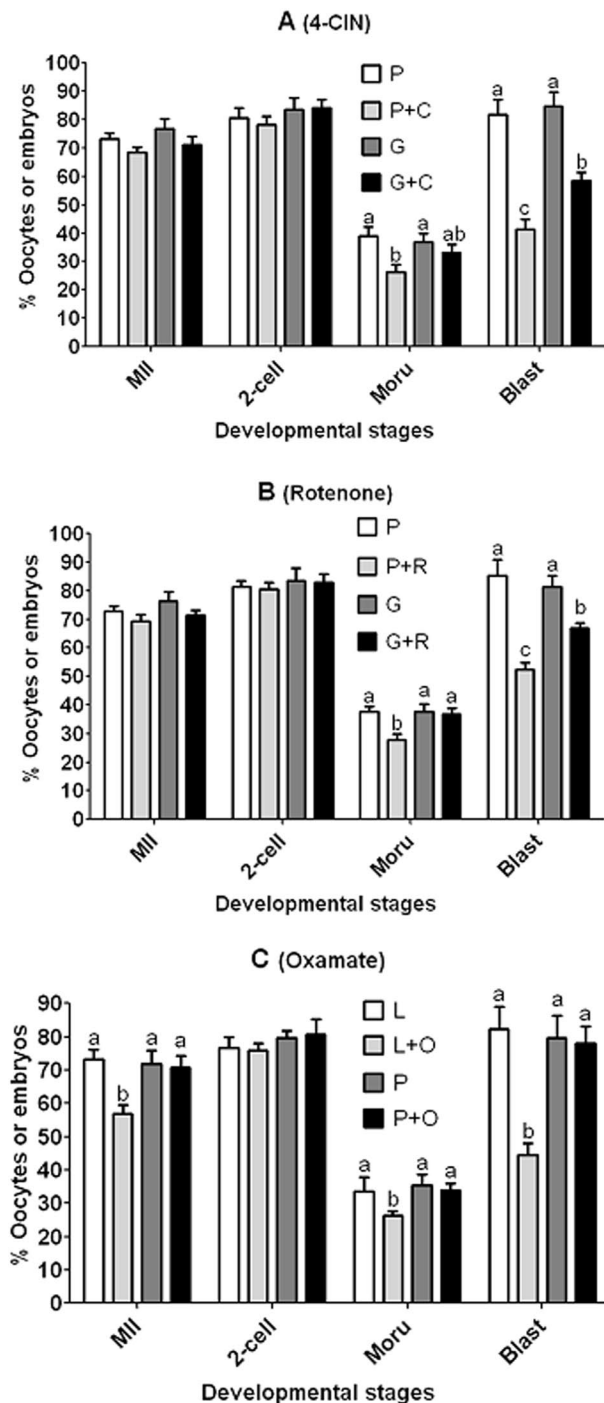 A (4-CIN)
% Oocytes or embryos
100
90
80
70
60
50
40
30
20
10
0
P
P+C
G
G+C
a
b
a
ab
a
c
a
b
MII
2-cell
Moru
Blast
Developmental stages
B (Rotenone)
% Oocytes or embryos
100
90
80
70
60
50
40
30
20
10
0
P
P+R
G
G+R
a
b
a
a
a
c
a
b
MII
2-cell
Moru
Blast
Developmental stages
C (Oxamate)
% Oocytes or embryos
90
80
70
60
50
40
30
20
10
0
L
L+O
P
P+O
a
b
a
a
a
b
a
a
a
b
a
a
MII
2-cell
Moru
Blast
Developmental stages